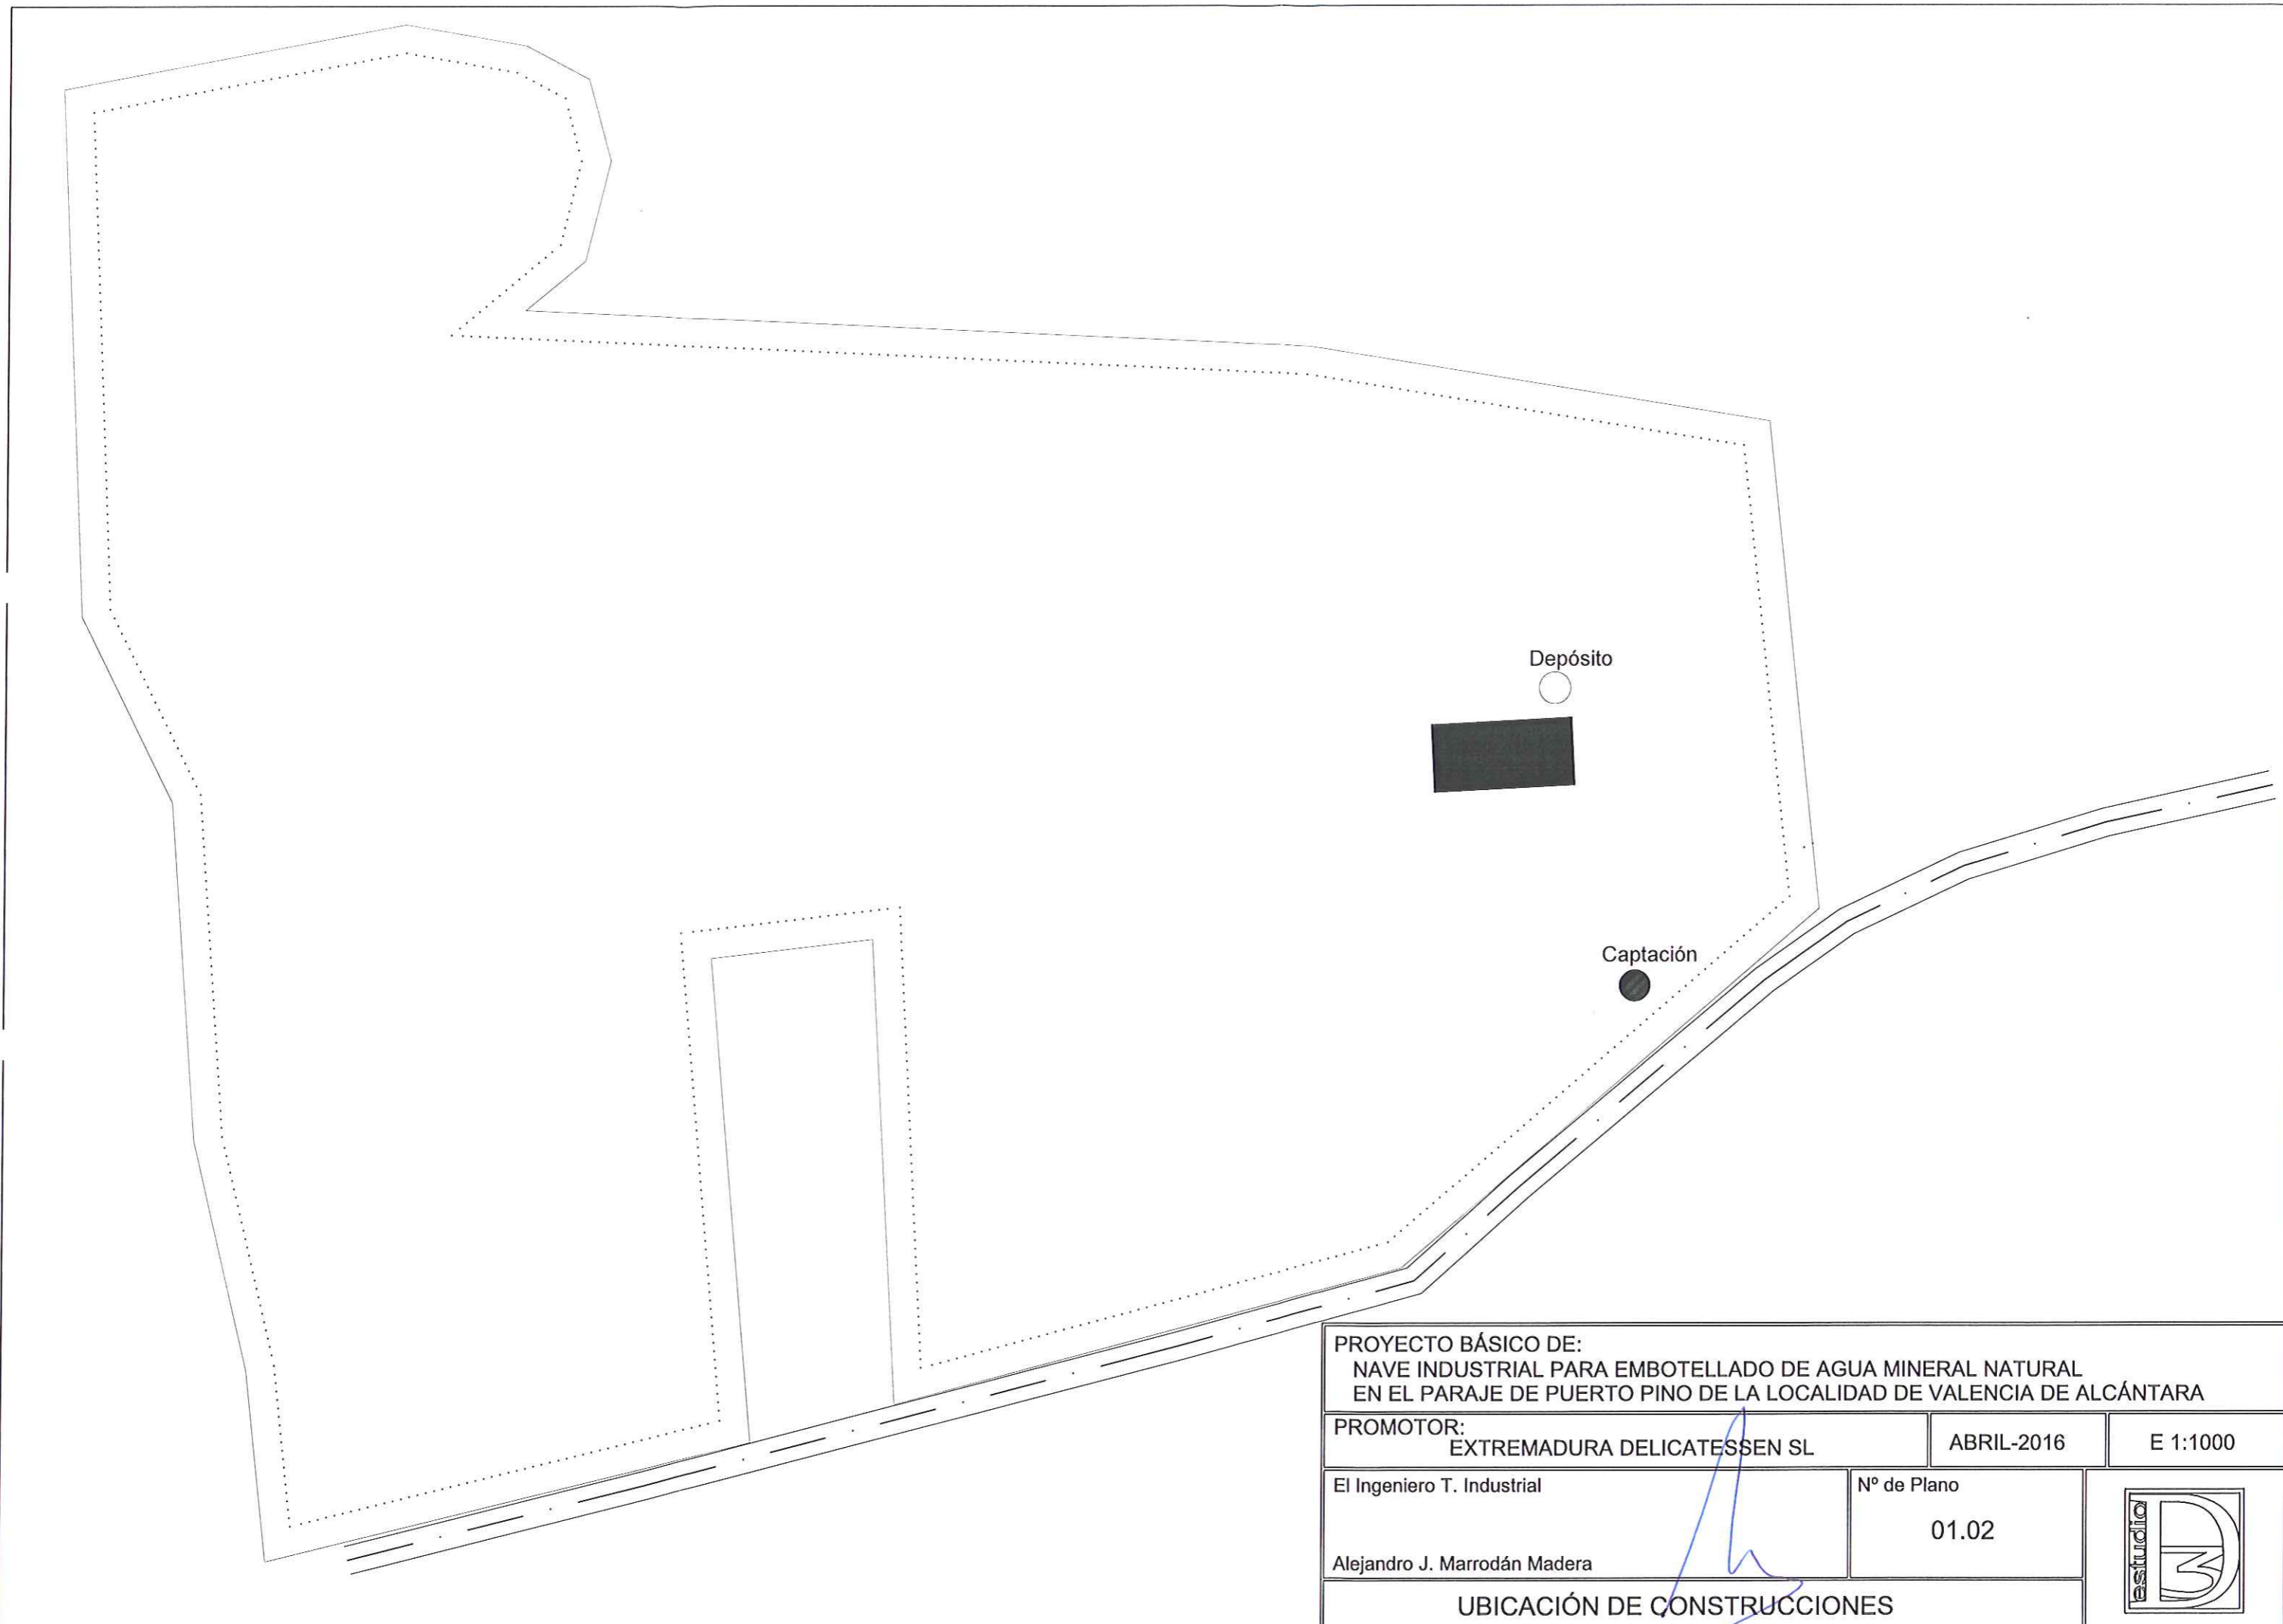 Depósito
Captación
PROYECTO BÁSICO DE:
NAVE INDUSTRIAL PARA EMBOTELLADO DE AGUA MINERAL NATURAL
EN EL PARAJE DE PUERTO PINO DE LA LOCALIDAD DE VALENCIA DE ALCÁNTARA
PROMOTOR:
EXTREMADURA DELICATESSEN SL
ABRIL-2016
E 1:1000
El Ingeniero T. Industrial
Alejandro J. Marrodán Madera
Nº de Plano
01.02
estudio
D3
UBICACIÓN DE CONSTRUCCIONES